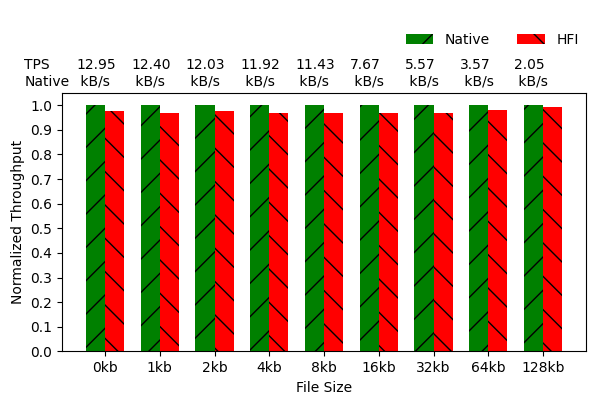 Native HFI
TPS 12.95 12.40 12.03 11.92 11.43 7.67 5.57 3.57 2.05
Native kB/s kB/s kB/s kB/s kB/s kB/s kB/s kB/s kB/s
1.0
0.9
0.8
0.7
0.6
0.5
0.4
0.3
0.2
0.1
0.0
Normalized Throughput
0kb 1kb 2kb 4kb 8kb 16kb 32kb 64kb 128kb
File Size